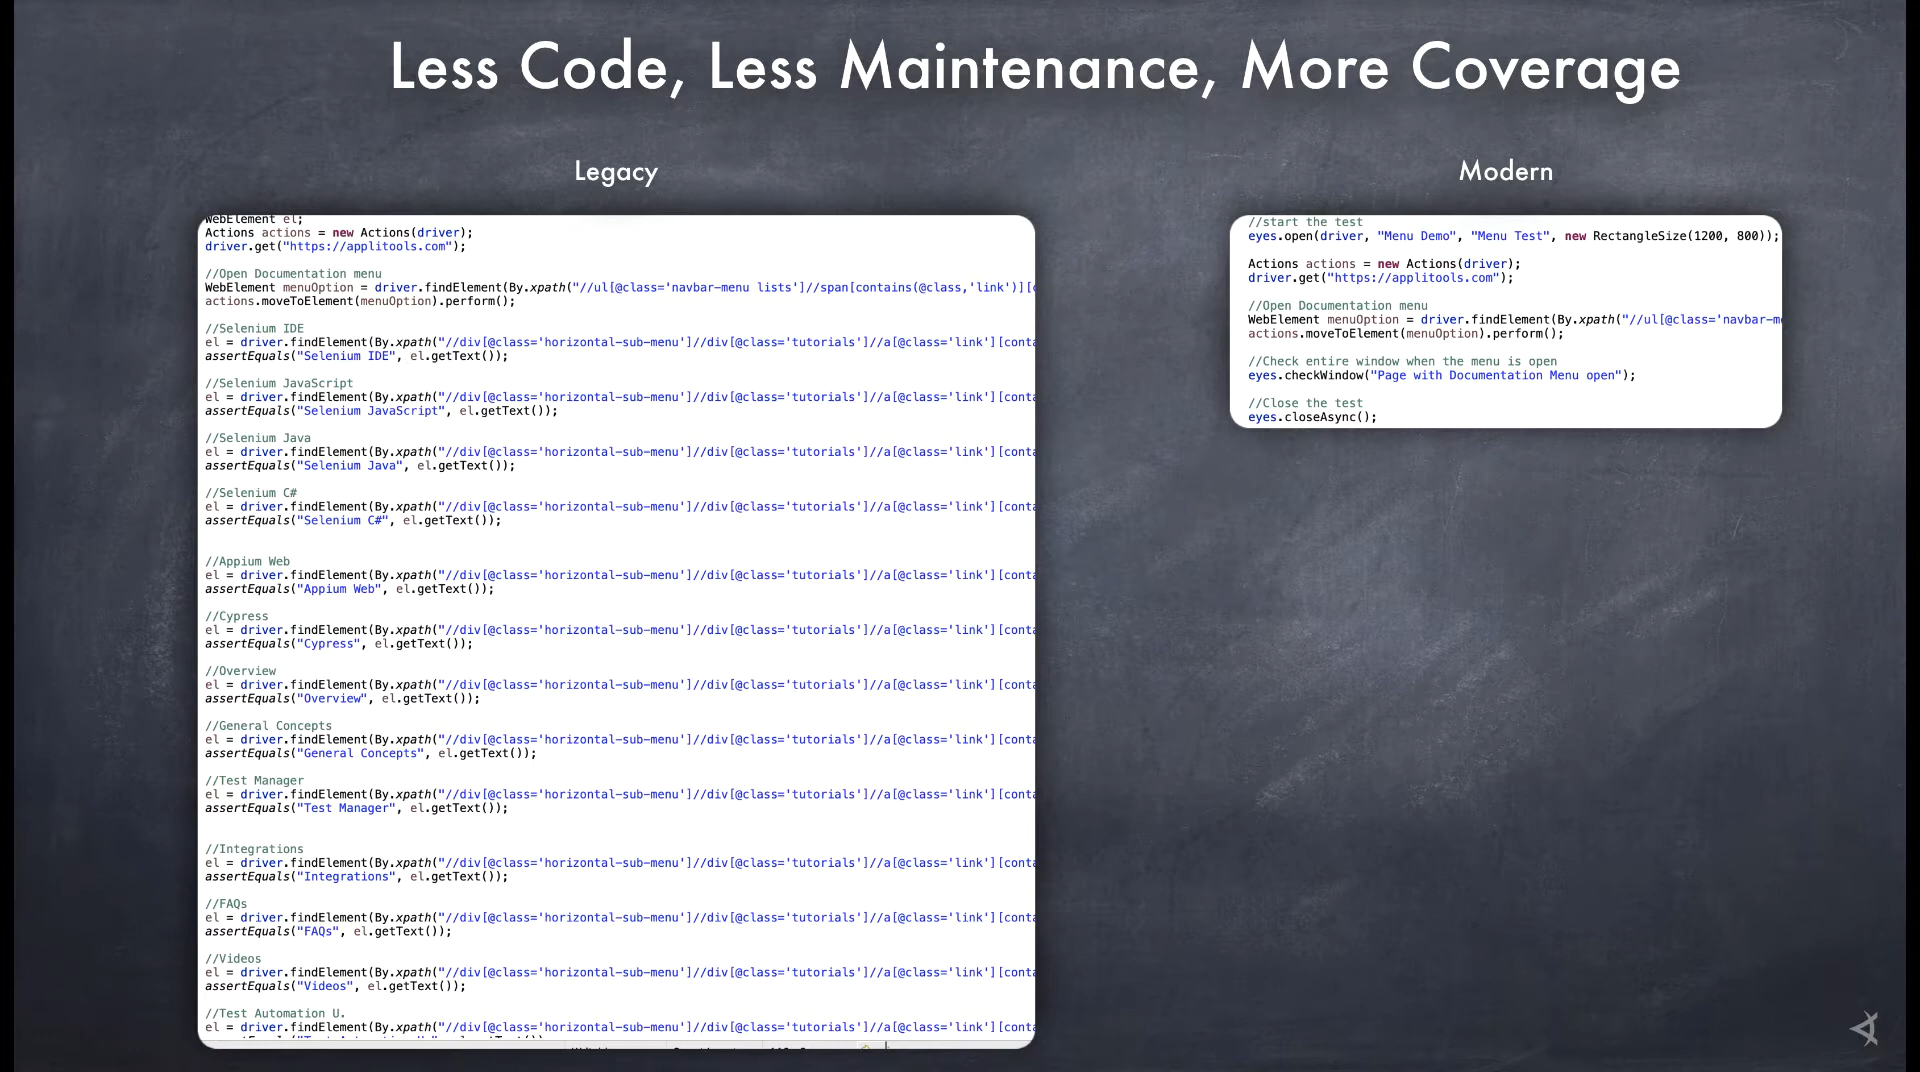 Less Code, Less Maintenance, More Coverage
Legacy
WebElement el;
Actions actions = new Actions(driver);
driver.get("https://applitools.com");
//Open Documentation menu
WebElement menuOption = driver.findElement(By.xpath("//ul[@class='navbar-menu lists']//span[contains(@class,'link')][
actions.moveToElement(menuOption).perform();
//Selenium IDE
el = driver.findElement(By.xpath("//div[@class='horizontal-sub-menu']//div[@class='tutorials']//a[@class='link'][conta
assertEquals("Selenium IDE", el.getText());
//Selenium JavaScript
el = driver.findElement(By.xpath("//div[@class='horizontal-sub-menu']//div[@class='tutorials']//a[@class='link'][conta
assertEquals("Selenium JavaScript", el.getText());
//Selenium Java
el = driver.findElement(By.xpath("//div[@class='horizontal-sub-menu']//div[@class='tutorials']//a[@class='link'][conta
assertEquals("Selenium Java", el.getText());
//Selenium C#
el = driver.findElement(By.xpath("//div[@class='horizontal-sub-menu']//div[@class='tutorials']//a[@class='link'][conta
assertEquals("Selenium C#", el.getText());
//Appium Web
el = driver.findElement(By.xpath("//div[@class='horizontal-sub-menu']//div[@class='tutorials']//a[@class='link'][conta
assertEquals("Appium Web", el.getText());
//Cypress
el = driver.findElement(By.xpath("//div[@class='horizontal-sub-menu']//div[@class='tutorials']//a[@class='link'][conta
assertEquals("Cypress", el.getText());
//Overview
el = driver.findElement(By.xpath("//div[@class='horizontal-sub-menu']//div[@class='tutorials']//a[@class='link'][conta
assertEquals("Overview", el.getText());
//General Concepts
el = driver.findElement(By.xpath("//div[@class='horizontal-sub-menu']//div[@class='tutorials']//a[@class='link'][conta
assertEquals("General Concepts", el.getText());
//Test Manager
el = driver.findElement(By.xpath("//div[@class='horizontal-sub-menu']//div[@class='tutorials']//a[@class='link'][conta
assertEquals("Test Manager", el.getText());
//Integrations
el = driver.findElement(By.xpath("//div[@class='horizontal-sub-menu']//div[@class='tutorials']//a[@class='link'][conta
assertEquals("Integrations", el.getText());
//FAQs
el = driver.findElement(By.xpath("//div[@class='horizontal-sub-menu']//div[@class='tutorials']//a[@class='link'][conta
assertEquals("FAQs", el.getText());
//Videos
el = driver.findElement(By.xpath("//div[@class='horizontal-sub-menu']//div[@class='tutorials']//a[@class='link'][conta
assertEquals("Videos", el.getText());
//Test Automation U.
el = driver.findElement(By.xpath("//div[@class='horizontal-sub-menu']//div[@class='tutorials']//a[@class='link'][conta
Modern
//start the test
eyes.open(driver, "Menu Demo", "Menu Test", new RectangleSize(1200, 800));
Actions actions = new Actions(driver);
driver.get("https://applitools.com");
//Open Documentation menu
WebElement menuOption = driver.findElement(By.xpath("//ul[@class='navbar-m
actions.moveToElement(menuOption).perform();
//Check entire window when the menu is open
eyes.checkWindow("Page with Documentation Menu open");
//Close the test
eyes.closeAsync();